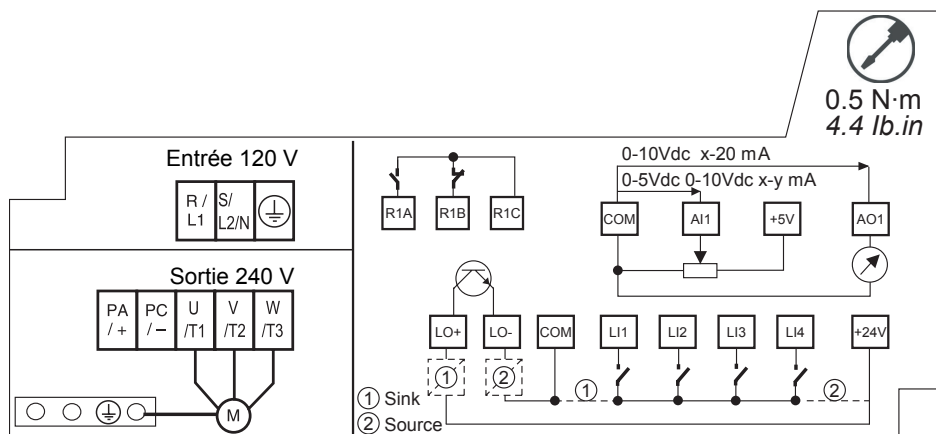 0.5 N·m
4.4 lb.in
Entrée 120 V
R / L1
S/ L2/N
Sortie 240 V
PA / +
PC / –
U /T1
V /T2
W /T3
M
R1A
R1B
R1C
0-10Vdc x-20 mA
0-5Vdc 0-10Vdc x-y mA
COM
AI1
+5V
AO1
LO+
LO-
COM
LI1
LI2
LI3
LI4
+24V
1
2
1
2
1 Sink
2 Source